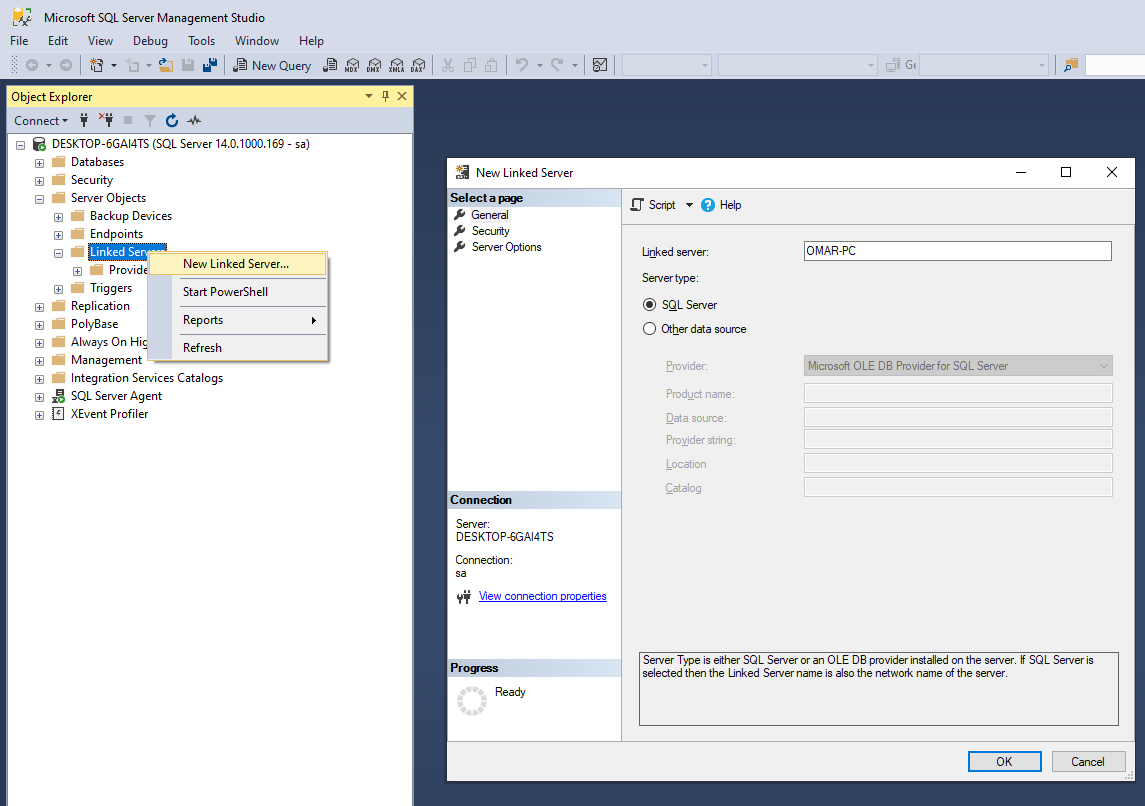 Microsoft SQL Server Management Studio
File Edit View Debug Tools Window Help
New Query MDX DMX XMLA DAX
Object Explorer
Connect
DESKTOP-6GAI4TS (SQL Server 14.0.1000.169 - sa)
Databases
Security
Server Objects
Backup Devices
Endpoints
Linked Serv
Provide
Triggers
Replication
PolyBase
Always On Hig
Management
Integration Services Catalogs
SQL Server Agent
XEvent Profiler
New Linked Server...
Start PowerShell
Reports
Refresh
New Linked Server
Select a page
General
Security
Server Options
Connection
Server:
DESKTOP-6GAI4TS
Connection:
sa
View connection properties
Progress
Ready
Script Help
Linked server: OMAR-PC
Server type:
SQL Server
Other data source
Provider: Microsoft OLE DB Provider for SQL Server
Product name:
Data source:
Provider string:
Location
Catalog
Server Type is either SQL Server or an OLE DB provider installed on the server. If SQL Server is
selected then the Linked Server name is also the network name of the server.
OK Cancel